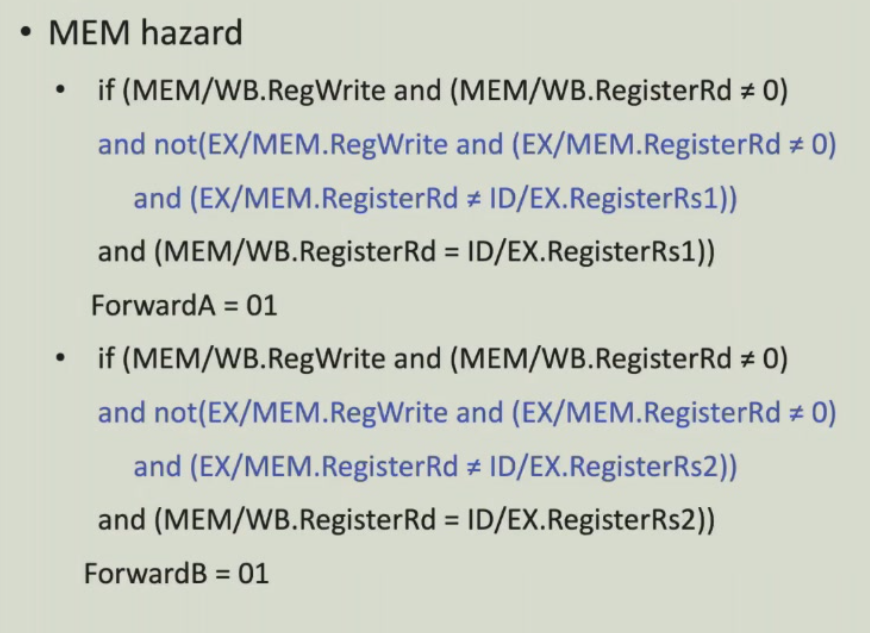 • MEM hazard
• if (MEM/WB.RegWrite and (MEM/WB.RegisterRd ≠ 0)
and not(EX/MEM.RegWrite and (EX/MEM.RegisterRd ≠ 0)
and (EX/MEM.RegisterRd ≠ ID/EX.RegisterRs1))
and (MEM/WB.RegisterRd = ID/EX.RegisterRs1))
ForwardA = 01
• if (MEM/WB.RegWrite and (MEM/WB.RegisterRd ≠ 0)
and not(EX/MEM.RegWrite and (EX/MEM.RegisterRd ≠ 0)
and (EX/MEM.RegisterRd ≠ ID/EX.RegisterRs2))
and (MEM/WB.RegisterRd = ID/EX.RegisterRs2))
ForwardB = 01